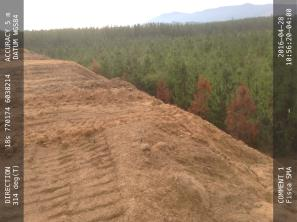 DIRECTION
314 deg(T)
18s 770174 6038214
ACCURACY 5 m
DATUM WGS84
COMMENT 1
Fisca SMA
2016-04-28
10:56:20-04:00